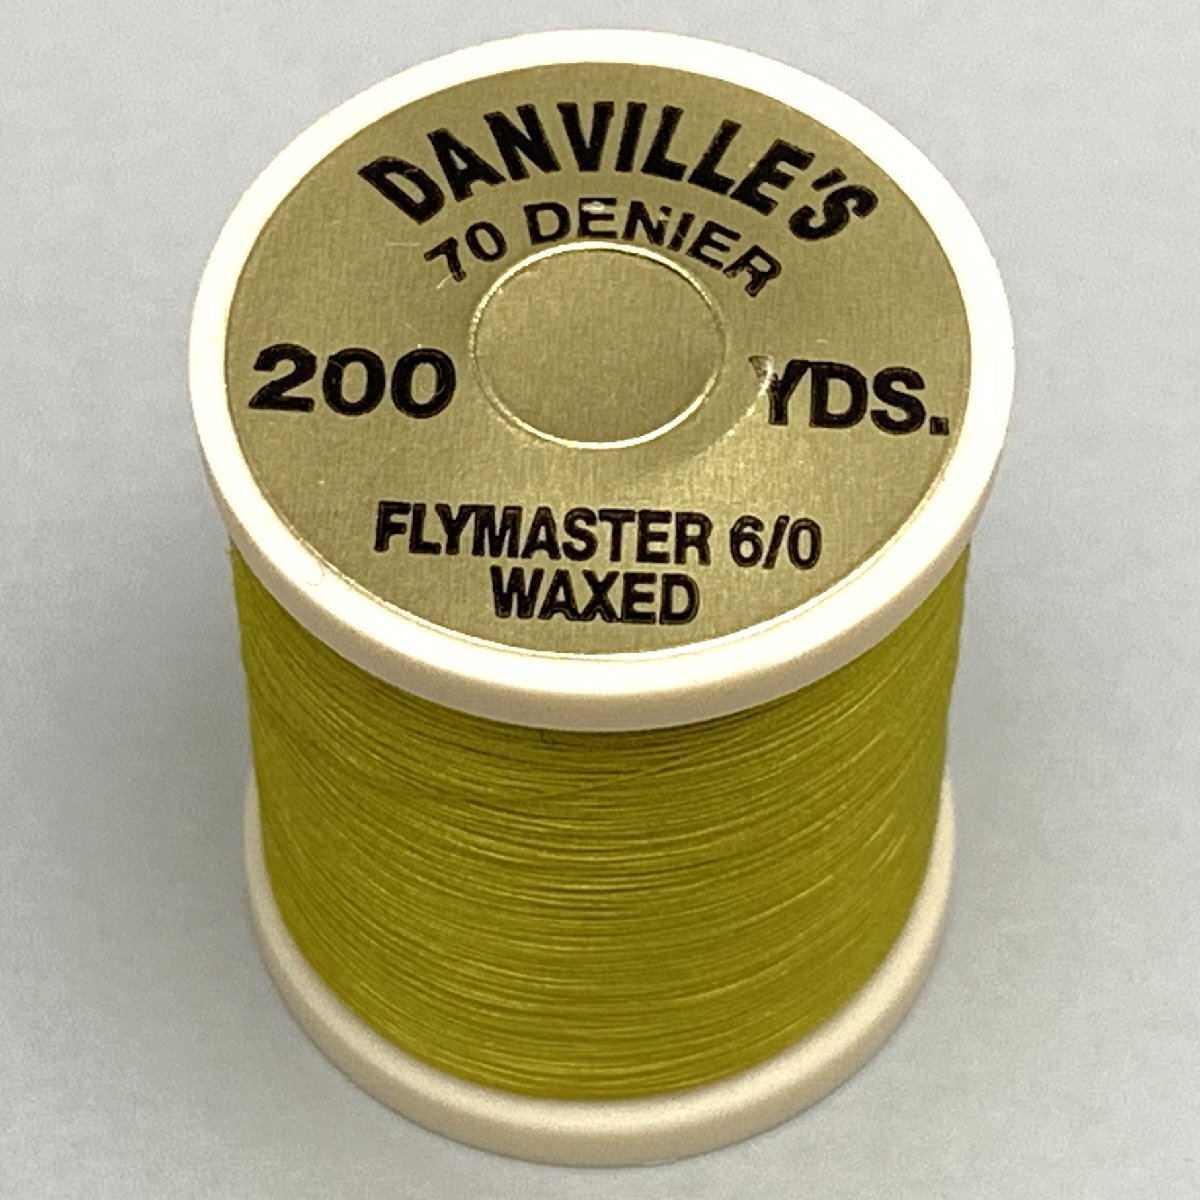 DANVILLE'S
70 DENIER
200 YDS.
FLYMASTER 6/0
WAXED